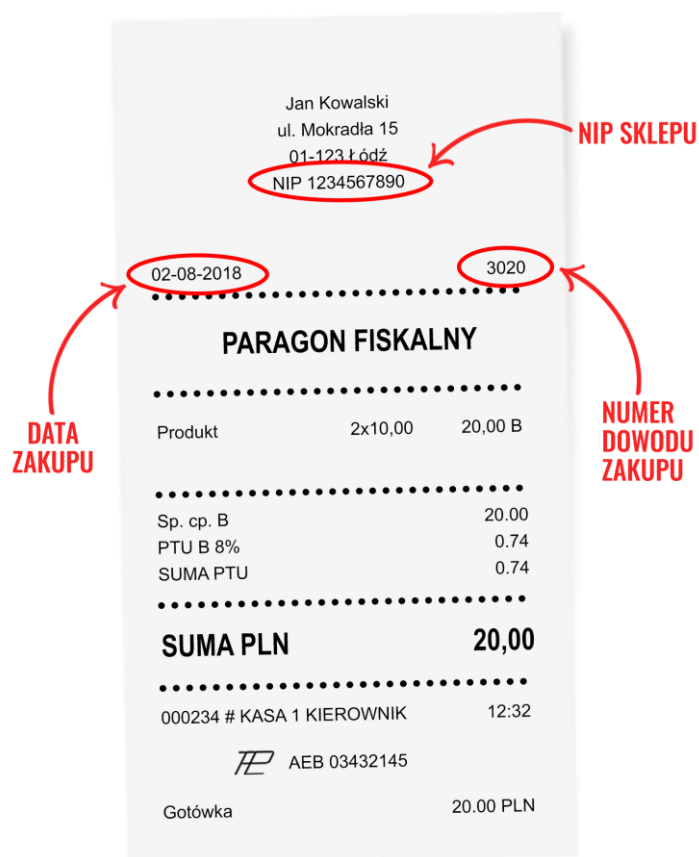 Jan Kowalski
ul. Mokradła 15
01-123 Łódź
NIP 1234567890
NIP SKLEPU
02-08-2018 3020
PARAGON FISKALNY
DATA
ZAKUPU
NUMER
DOWODU
ZAKUPU
Produkt 2x10,00 20,00 B
Sp. cp. B 20.00
PTU B 8% 0.74
SUMA PTU 0.74
SUMA PLN 20,00
000234 # KASA 1 KIEROWNIK 12:32
AEB 03432145
Gotówka 20.00 PLN